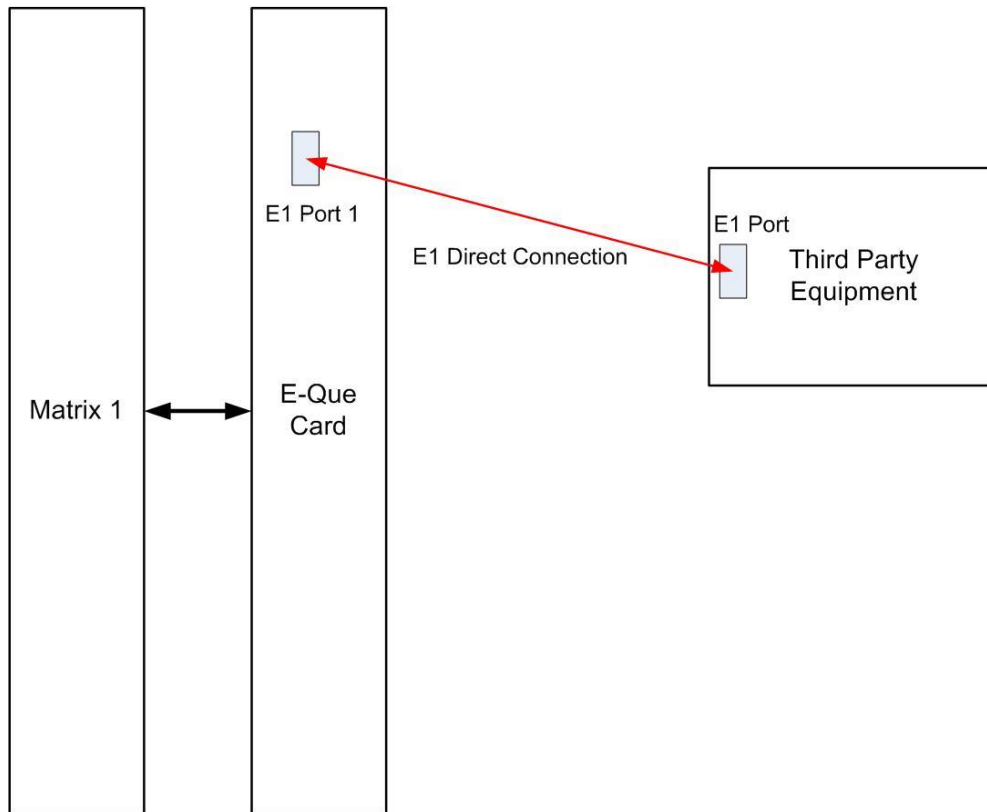 E1 Port 1
E1 Port
E1 Direct Connection
Third Party
Equipment
Matrix 1
E-Que
Card